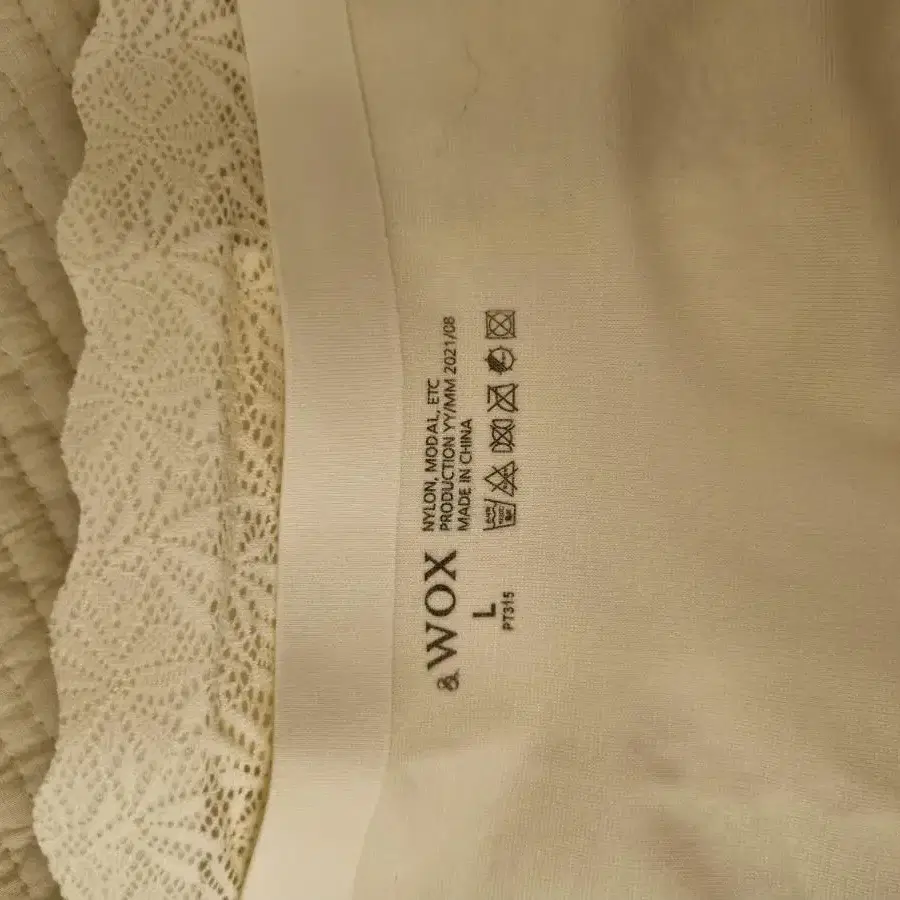 & WOX
L
PT315
NYLON, MODAL, ETC
PRODUCTION YY/MM 2021/08
MADE IN CHINA